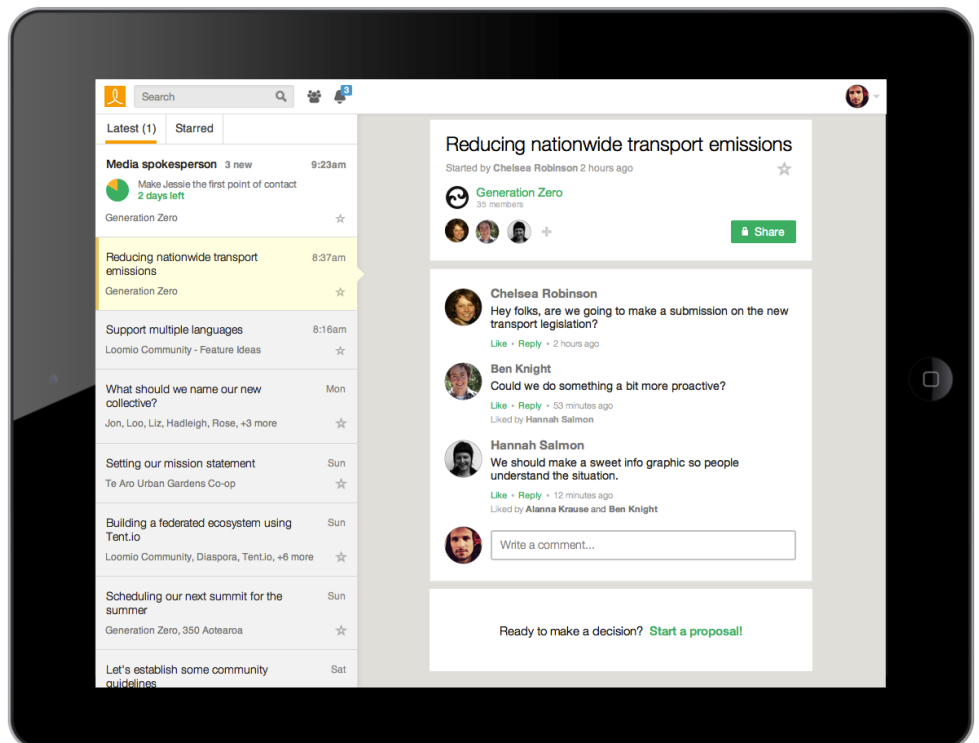 Search
3
Latest (1) Starred
Media spokesperson 3 new 9:23am
Make Jessie the first point of contact
2 days left
Generation Zero
Reducing nationwide transport
emissions
8:37am
Generation Zero
Support multiple languages 8:16am
Loomio Community - Feature Ideas
What should we name our new
collective?
Mon
Jon, Loo, Liz, Hadleigh, Rose, +3 more
Setting our mission statement Sun
Te Aro Urban Gardens Co-op
Building a federated ecosystem using
Tent.io
Sun
Loomio Community, Diaspora, Tent.io, +6 more
Scheduling our next summit for the
summer
Sun
Generation Zero, 350 Aotearoa
Let's establish some community
guidelines
Sat
Reducing nationwide transport emissions
Started by Chelsea Robinson 2 hours ago
Generation Zero
35 members
Share
Chelsea Robinson
Hey folks, are we going to make a submission on the new
transport legislation?
Like • Reply • 2 hours ago
Ben Knight
Could we do something a bit more proactive?
Like • Reply • 53 minutes ago
Liked by Hannah Salmon
Hannah Salmon
We should make a sweet info graphic so people
understand the situation.
Like • Reply • 12 minutes ago
Liked by Alanna Krause and Ben Knight
Write a comment...
Ready to make a decision? Start a proposal!